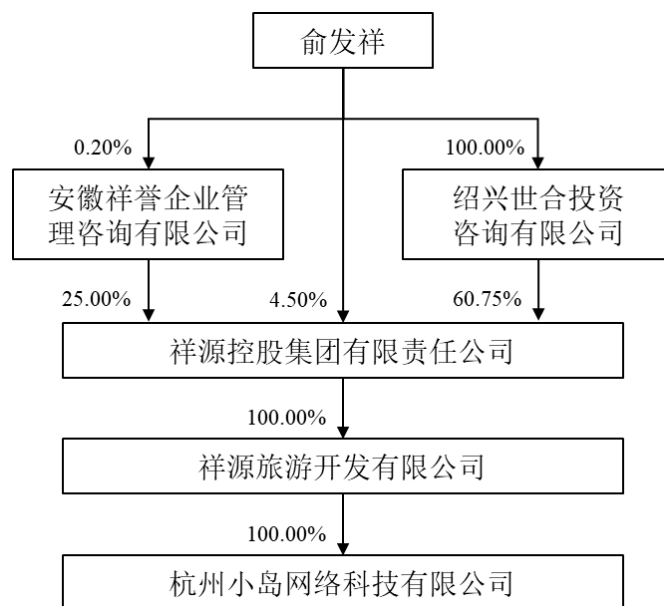 俞发祥
0.20%
100.00%
安徽祥誉企业管
理咨询有限公司
绍兴世合投资
咨询有限公司
25.00%
4.50%
60.75%
祥源控股集团有限责任公司
100.00%
祥源旅游开发有限公司
100.00%
杭州小岛网络科技有限公司